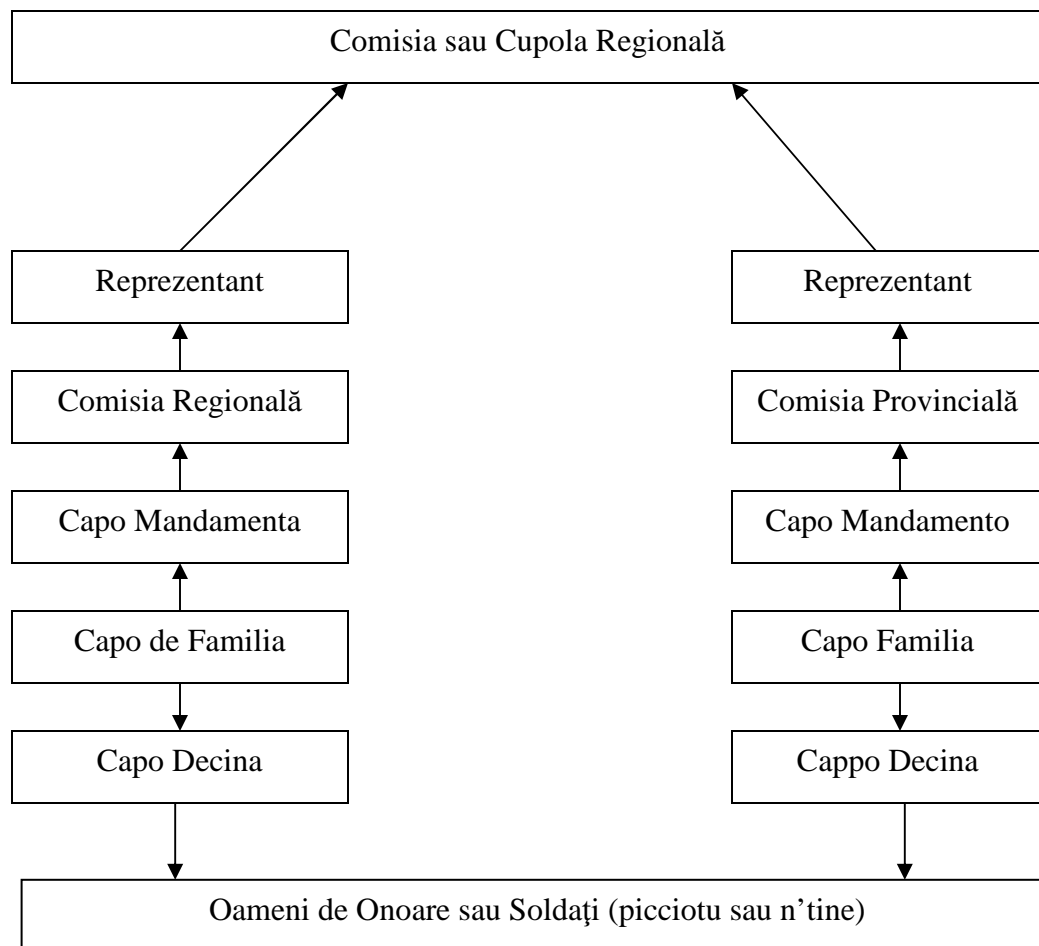 Comisia sau Cupola Regională
Reprezentant
Reprezentant
Comisia Regională
Comisia Provincială
Capo Mandamenta
Capo Mandamento
Capo de Familia
Capo Familia
Capo Decina
Cappo Decina
Oameni de Onoare sau Soldaţi (picciotu sau n’tine)